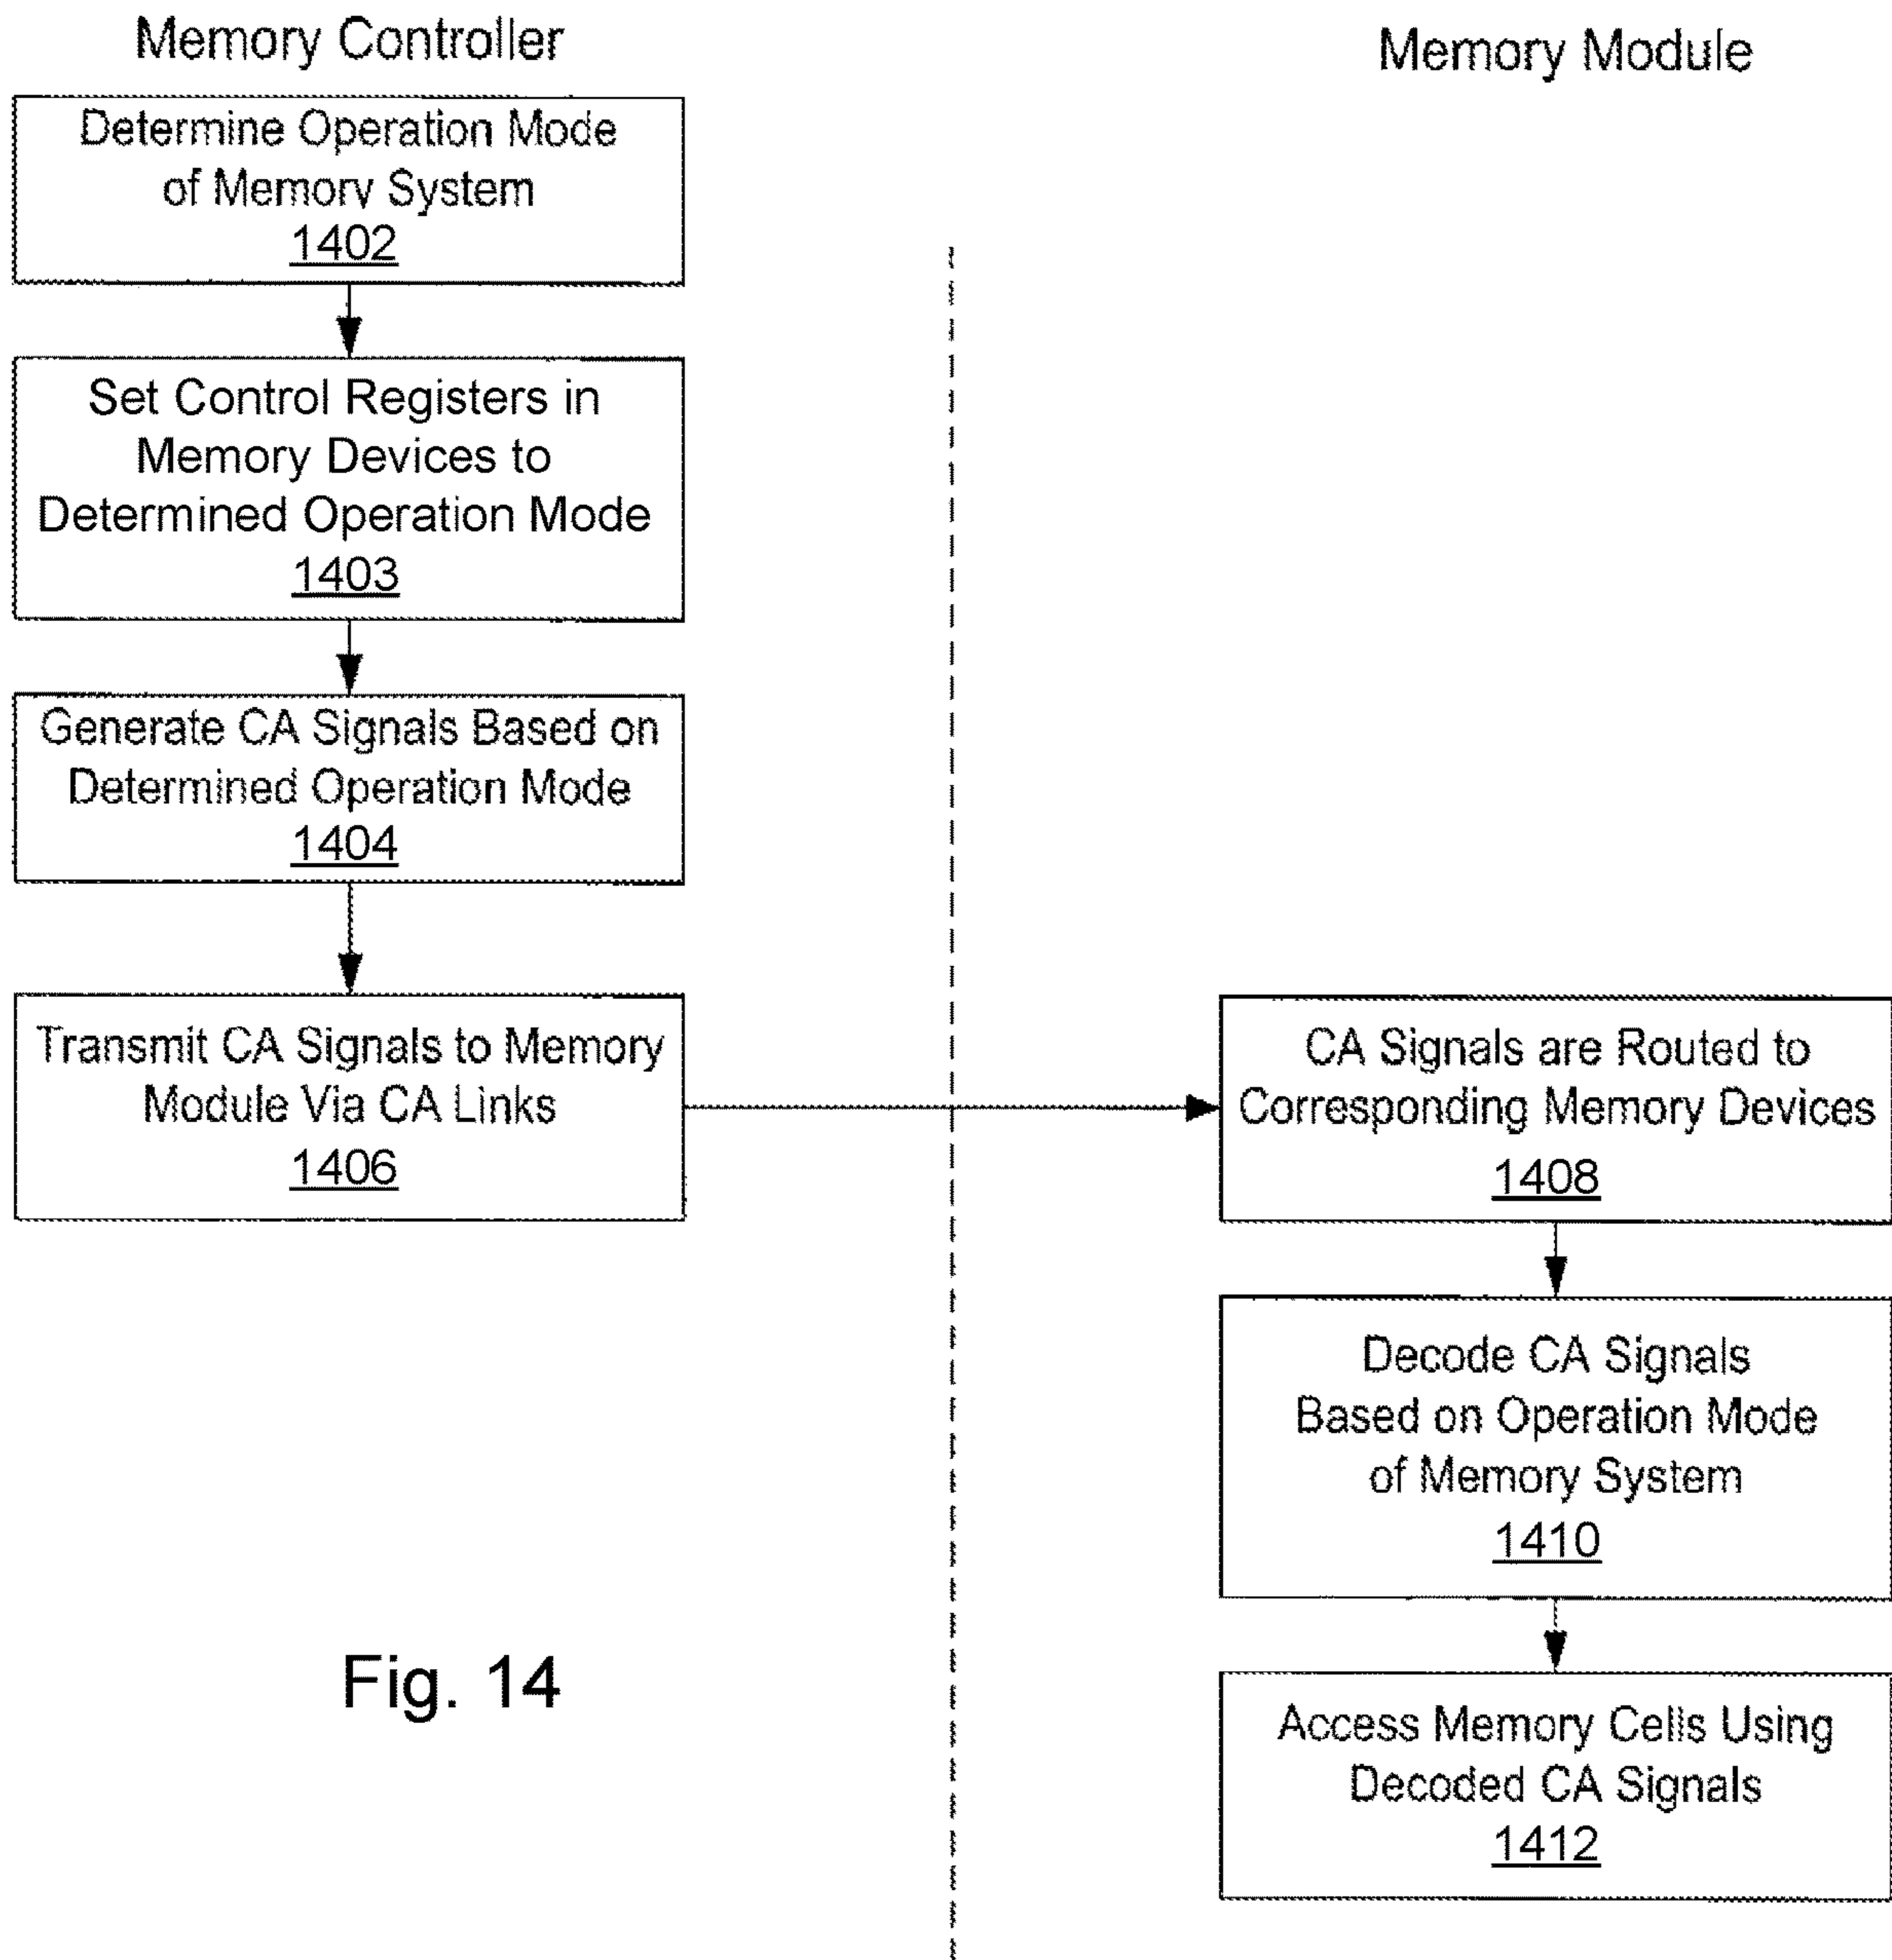 Memory Controller
Memory Module
Determine Operation Mode
of Memory System
1402
Set Control Registers in
Memory Devices to
Determined Operation Mode
1403
Generate CA Signals Based on
Determined Operation Mode
1404
Transmit CA Signals to Memory
Module Via CA Links
1406
CA Signals are Routed to
Corresponding Memory Devices
1408
Decode CA Signals
Based on Operation Mode
of Memory System
1410
Access Memory Cells Using
Decoded CA Signals
1412
Fig. 14